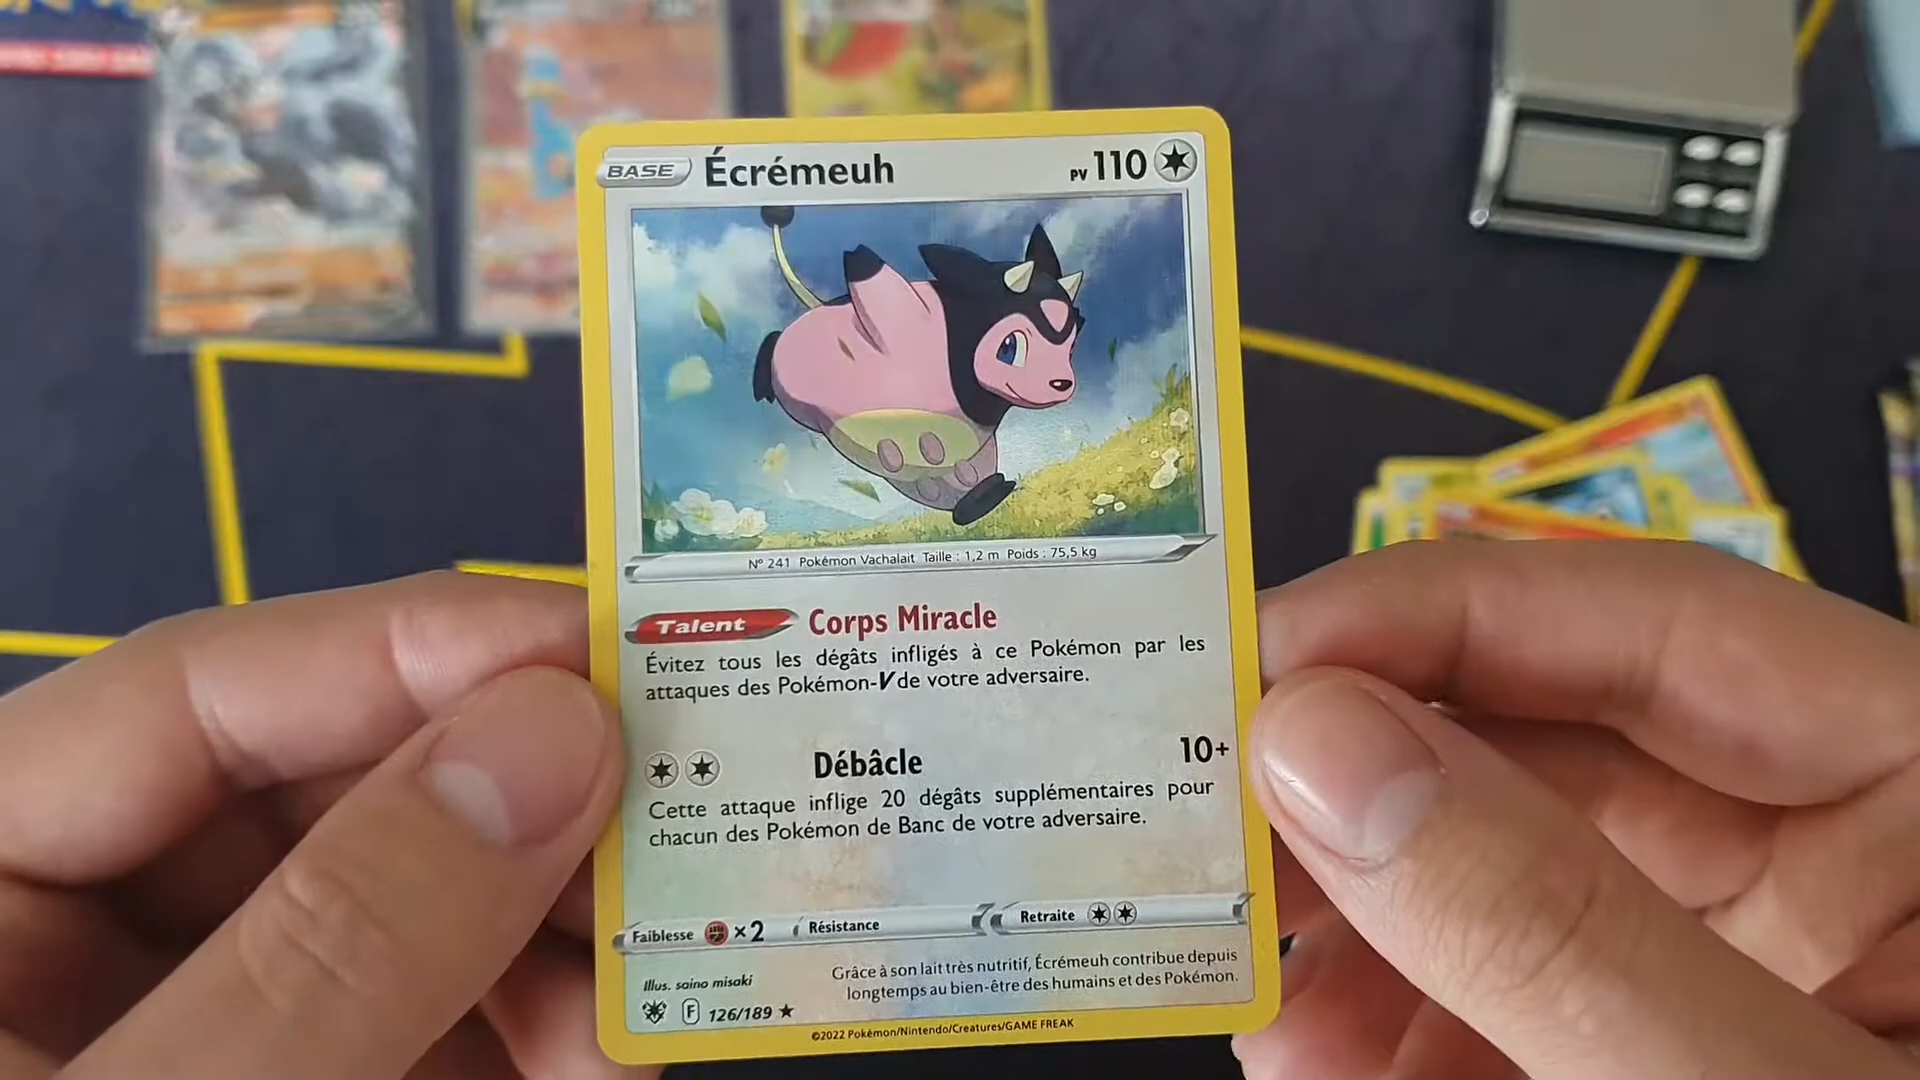 BASE Écrémeuh PV 110
Nº 241 Pokémon Vachalait Taille : 1,2 m Poids : 75,5 kg
Talent Corps Miracle
Évitez tous les dégâts infligés à ce Pokémon par les
attaques des Pokémon-V de votre adversaire.
Débâcle 10+
Cette attaque inflige 20 dégâts supplémentaires pour
chacun des Pokémon de Banc de votre adversaire.
Faiblesse ×2 Résistance Retraite
Illus. saino misaki
Grâce à son lait très nutritif, Écrémeuh contribue depuis
longtemps au bien-être des humains et des Pokémon.
F 126/189 ★
©2022 Pokémon/Nintendo/Creatures/GAME FREAK